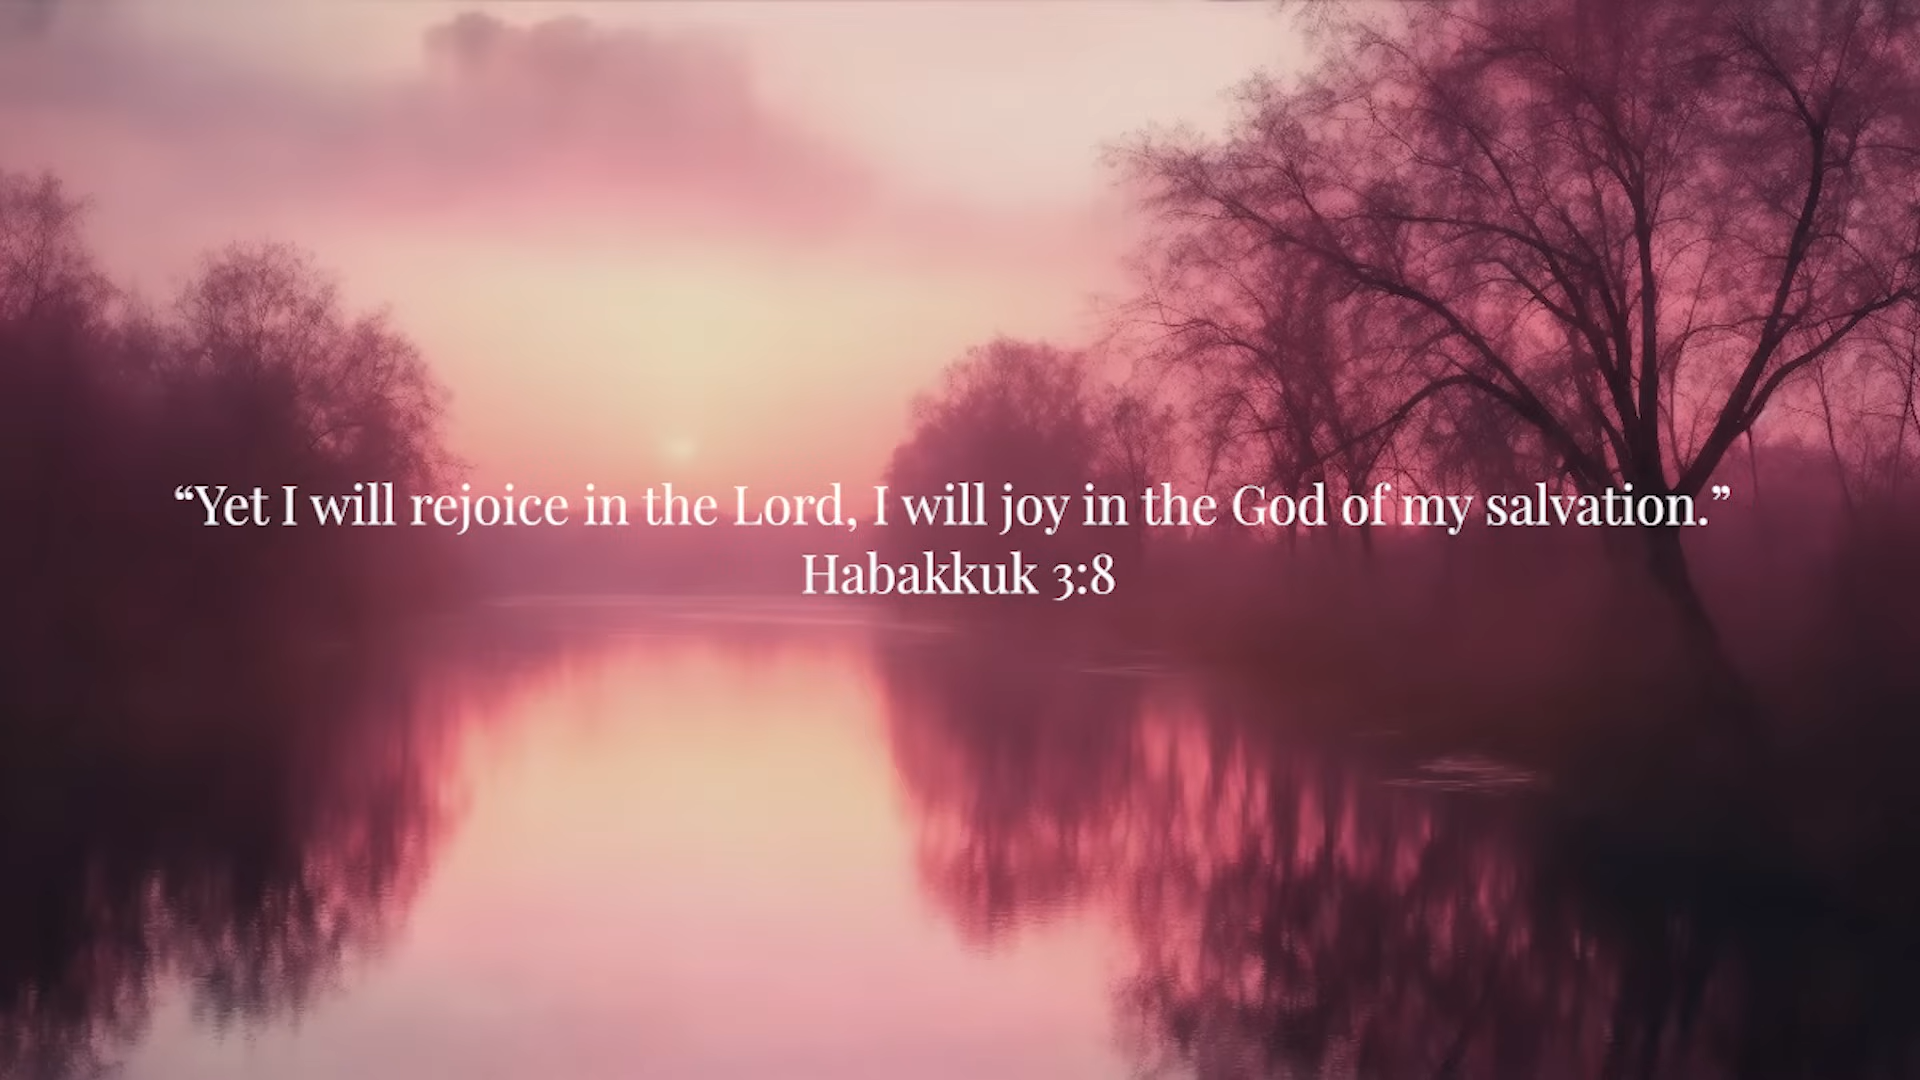 “Yet I will rejoice in the Lord, I will joy in the God of my salvation.”
Habakkuk 3:8